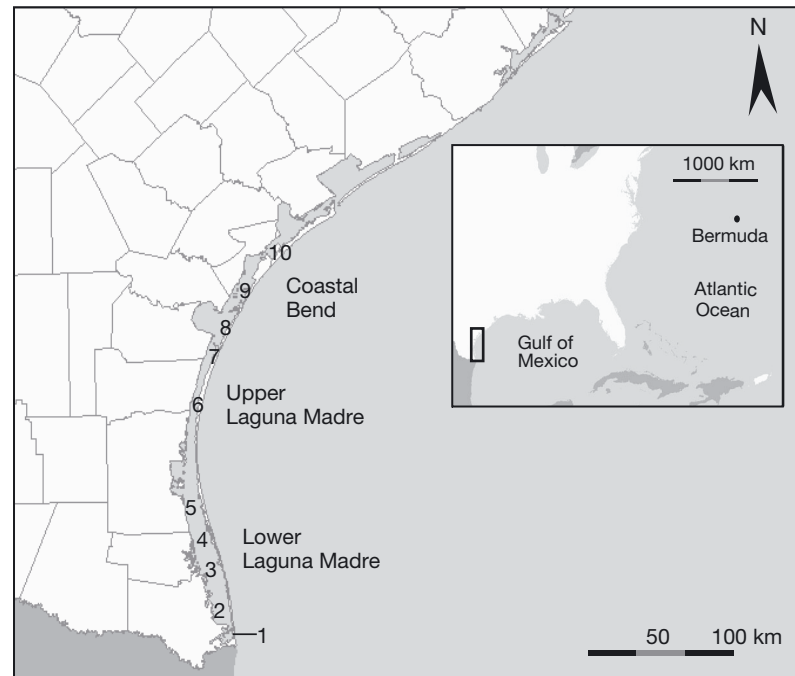 N
1000 km
Bermuda
Atlantic
Ocean
Gulf of
Mexico
10
9
Coastal
Bend
8
7
6
Upper
Laguna Madre
5
4
Lower
Laguna Madre
3
2
1
50
100 km